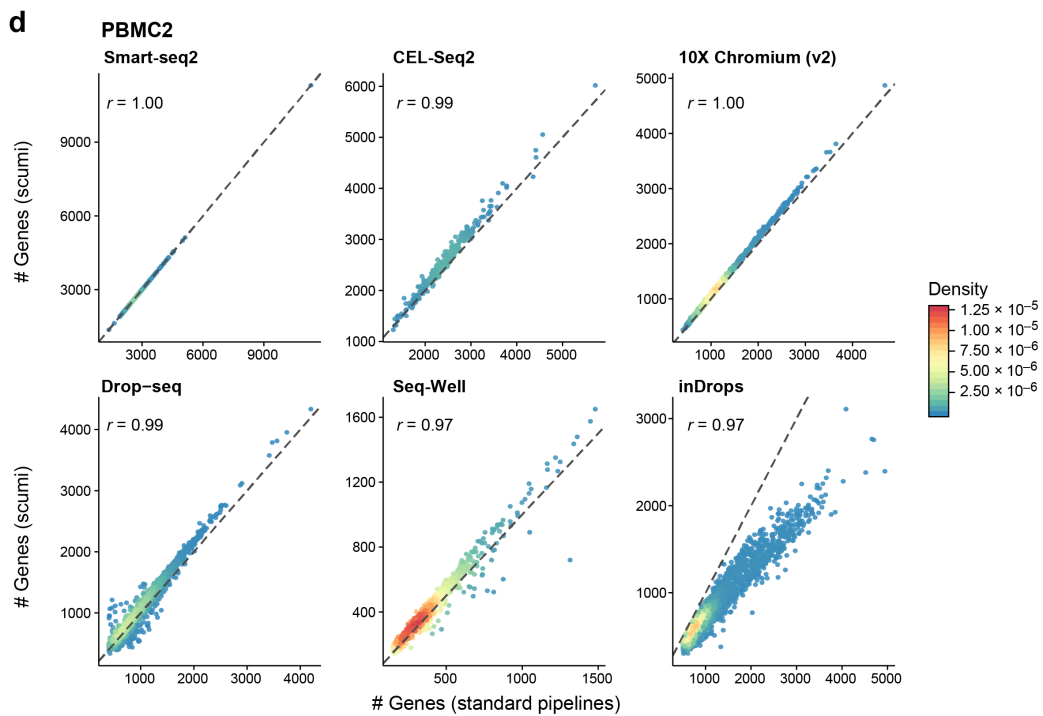 d
PBMC2
Smart-seq2
CEL-Seq2
10X Chromium (v2)
r = 1.00
r = 0.99
r = 1.00
# Genes (scumi)
9000
6000
3000
3000
6000
9000
6000
5000
4000
3000
2000
1000
2000
3000
4000
5000
5000
4000
3000
2000
1000
1000
2000
3000
4000
Density
1.25 × 10⁻⁵
1.00 × 10⁻⁵
7.50 × 10⁻⁶
5.00 × 10⁻⁶
2.50 × 10⁻⁶
Drop−seq
Seq-Well
inDrops
r = 0.99
r = 0.97
r = 0.97
# Genes (scumi)
4000
3000
2000
1000
1000
2000
3000
4000
1600
1200
800
400
500
1000
1500
3000
2000
1000
1000
2000
3000
4000
5000
# Genes (standard pipelines)